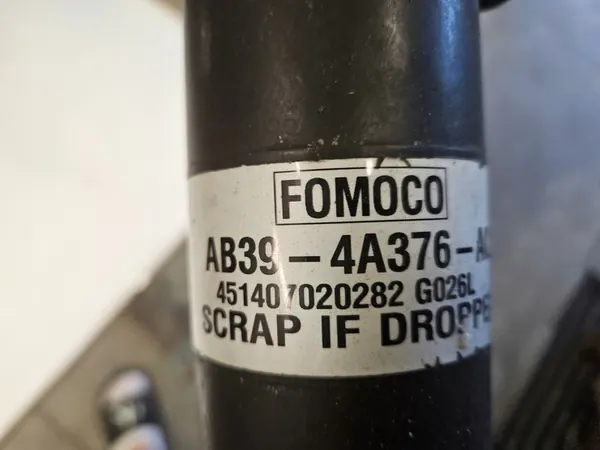 FOMOCO
AB39-4A376-A
451407020282 G026L
SCRAP IF DROPPE